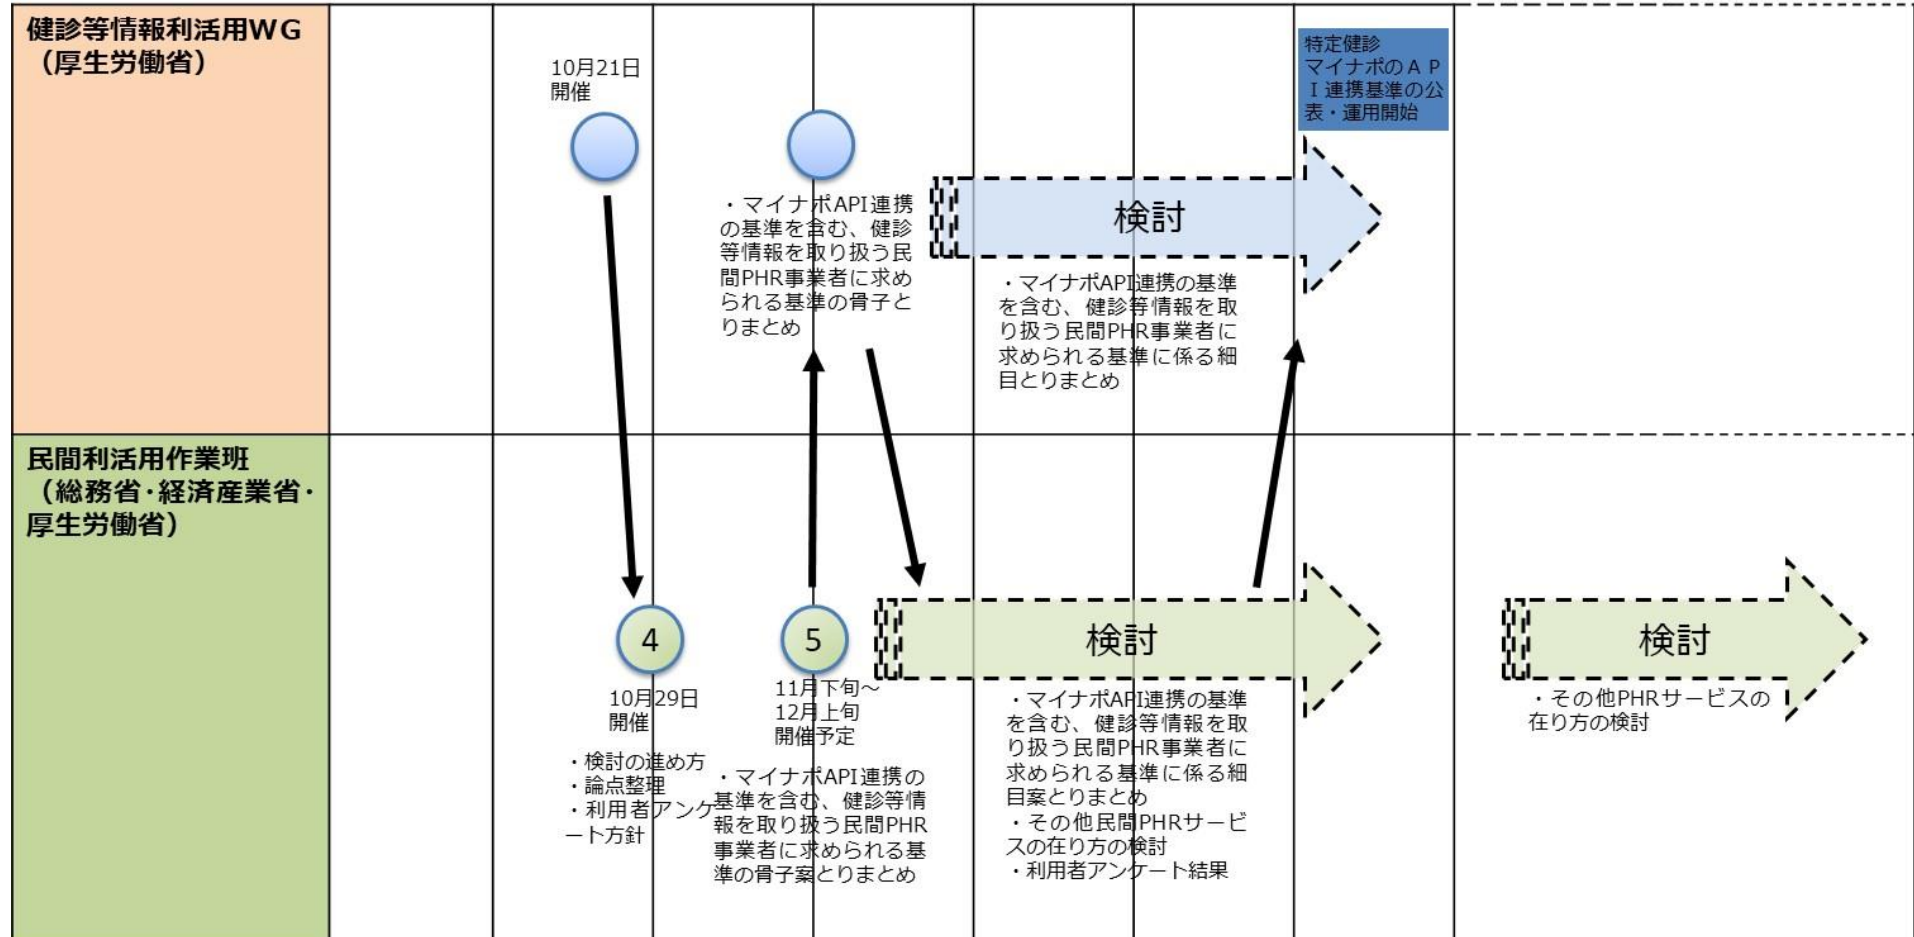 健診等情報利活用WG
（厚生労働省）
10月21日
開催
・マイナポAPI連携
の基準を含む、健診
等情報を取り扱う民
間PHR事業者に求め
られる基準の骨子と
りまとめ
検討
・マイナポAPI連携の基準
を含む、健診等情報を取
り扱う民間PHR事業者に
求められる基準に係る細
目とりまとめ
特定健診
マイナポのＡＰ
Ｉ連携基準の公
表・運用開始
民間利活用作業班
（総務省･経済産業省･
厚生労働省）
4
10月29日
開催
・検討の進め方
・論点整理
・利用者アンケ
ート方針
5
11月下旬～
12月上旬
開催予定
・マイナポAPI連携の
基準を含む、健診等情
報を取り扱う民間PHR
事業者に求められる基
準の骨子案とりまとめ
検討
・マイナポAPI連携の基準
を含む、健診等情報を取
り扱う民間PHR事業者に
求められる基準に係る細
目案とりまとめ
・その他民間PHRサービ
スの在り方の検討
・利用者アンケート結果
検討
・その他PHRサービスの
在り方の検討